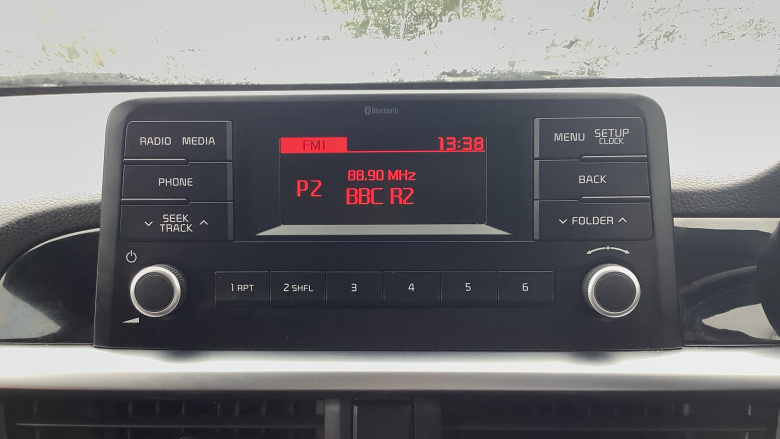 Bluetooth
RADIO MEDIA
FM1 13:38
MENU SETUP
CLOCK
PHONE
88.90 MHz
P2 BBC R2
BACK
SEEK
TRACK
FOLDER
1 RPT 2 SHFL 3 4 5 6